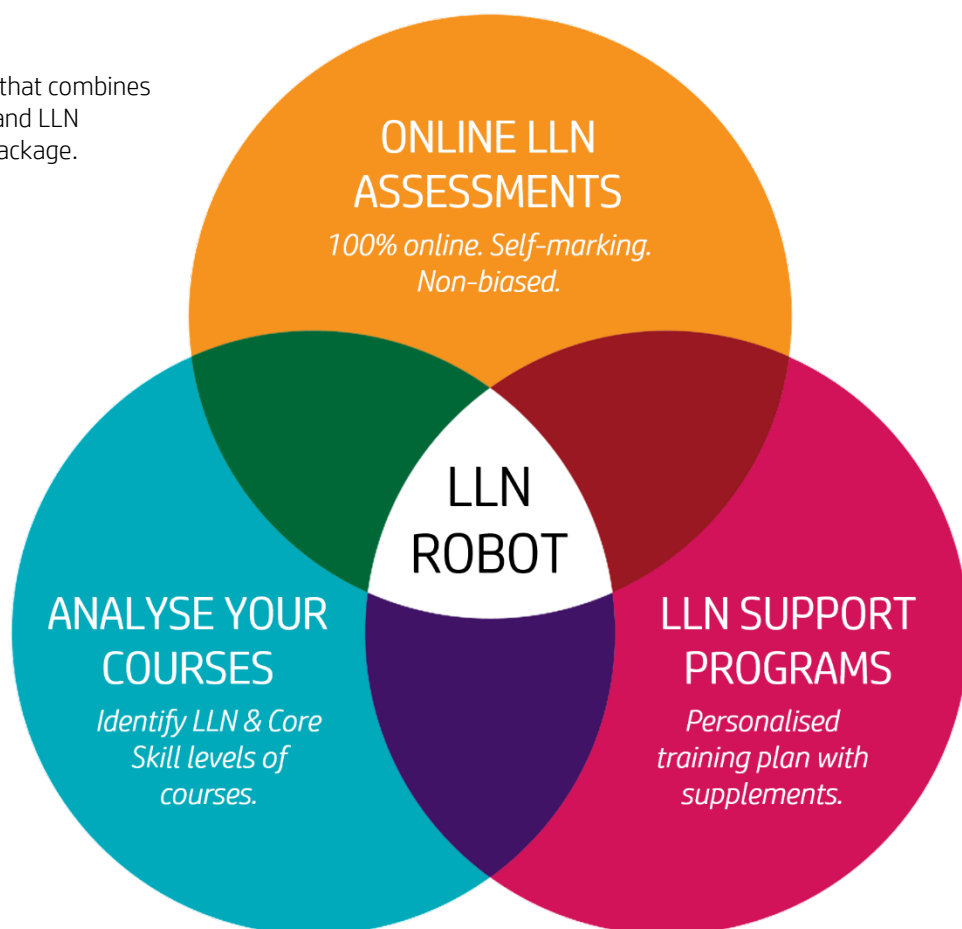 that combines
and LLN
ackage.
ONLINE LLN
ASSESSMENTS
100% online. Self-marking.
Non-biased.
LLN
ROBOT
ANALYSE YOUR
COURSES
Identify LLN & Core
Skill levels of
courses.
LLN SUPPORT
PROGRAMS
Personalised
training plan with
supplements.